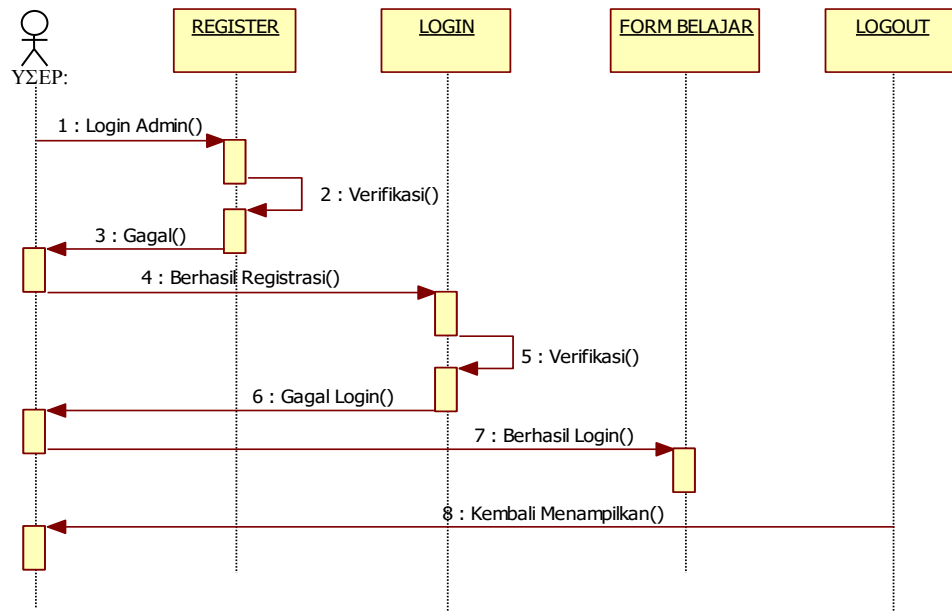 REGISTER
LOGIN
FORM BELAJAR
LOGOUT
ΥΣΕΡ:
1 : Login Admin()
2 : Verifikasi()
3 : Gagal()
4 : Berhasil Registrasi()
5 : Verifikasi()
6 : Gagal Login()
7 : Berhasil Login()
8 : Kembali Menampilkan()